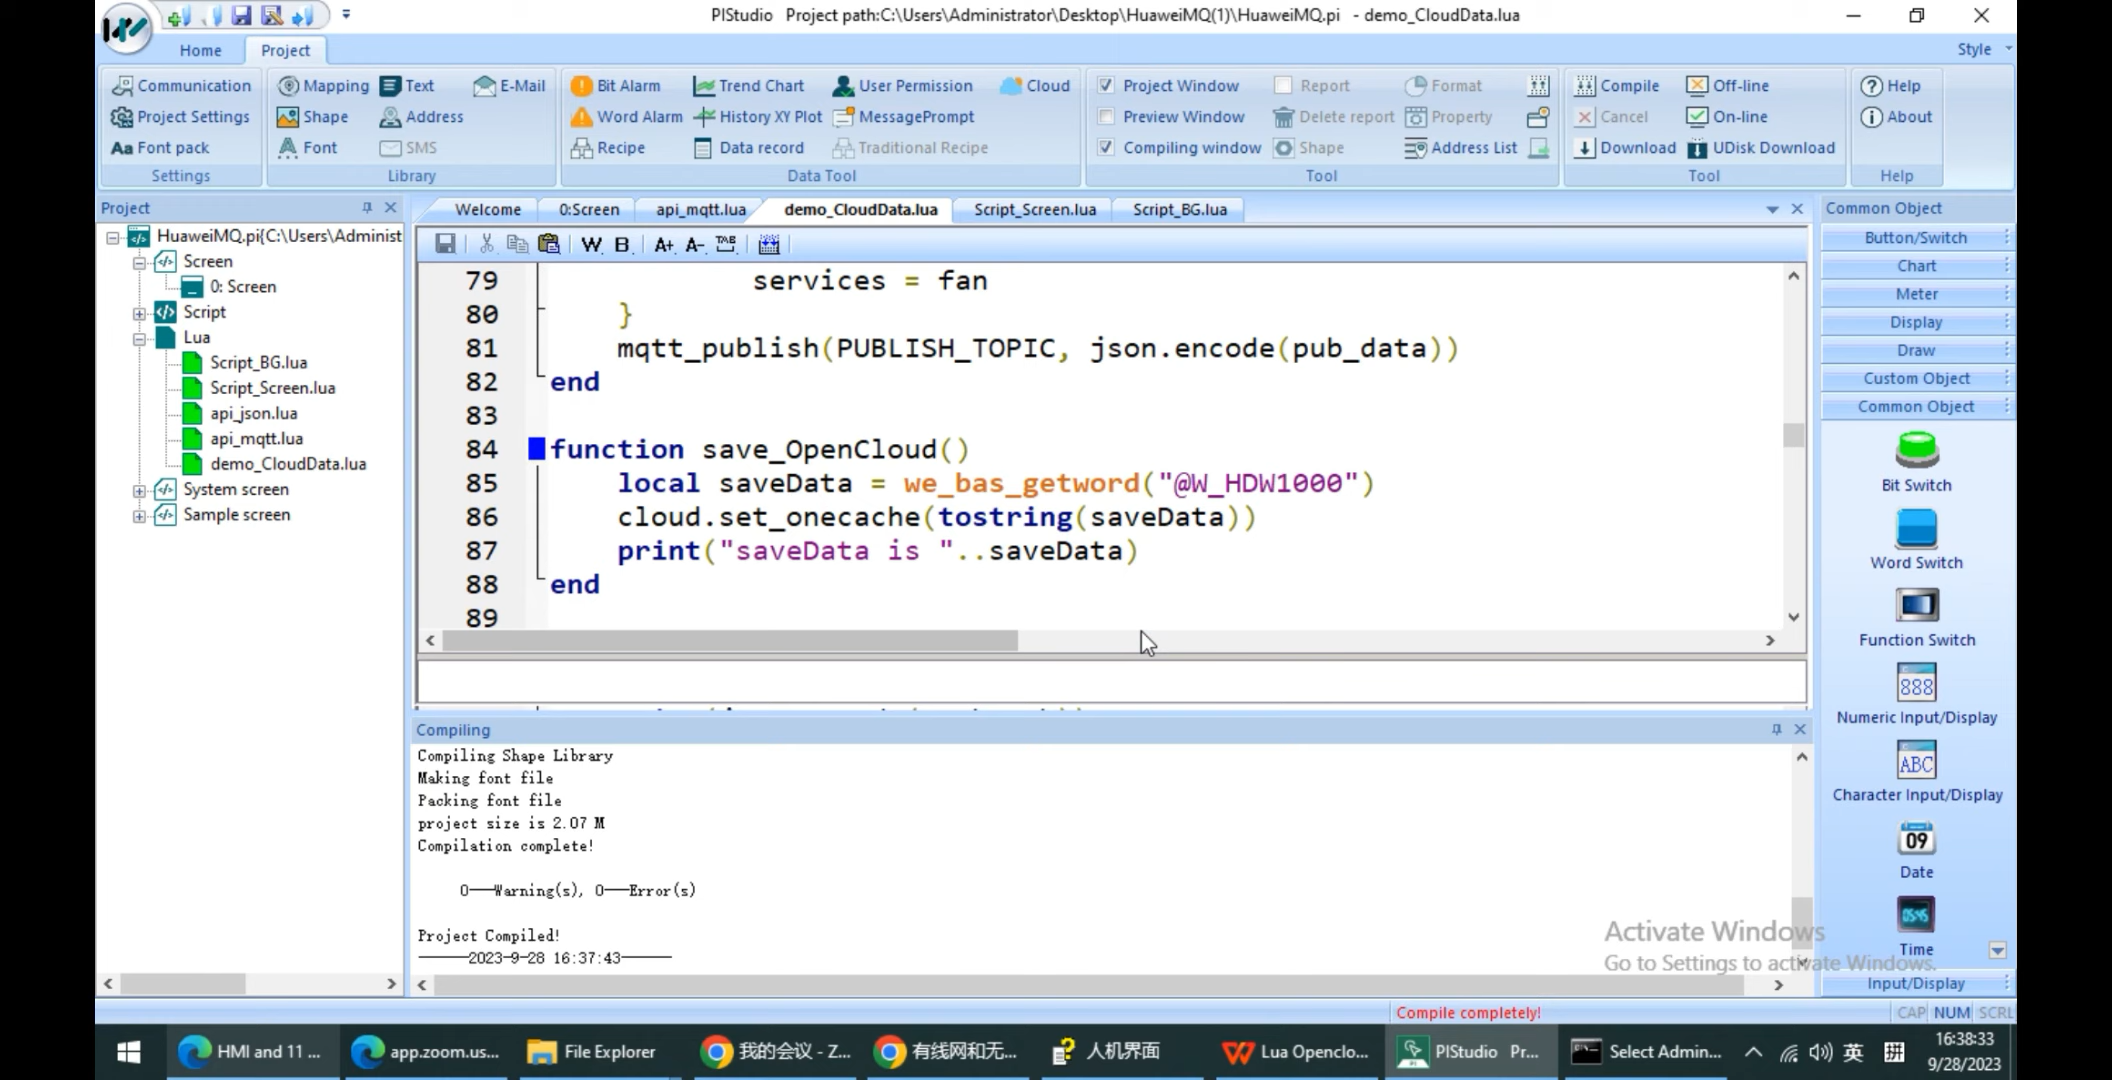 PIStudio Project path:C:\Users\Administrator\Desktop\HuaweiMQ(1)\HuaweiMQ.pi - demo_CloudData.lua
Home Project Style
Communication Mapping Text E-Mail Bit Alarm Trend Chart User Permission Cloud Project Window Report Format Compile Off-line Help
Project Settings Shape Address Word Alarm History XY Plot MessagePrompt Preview Window Delete report Property Cancel On-line About
Aa Font pack Font SMS Recipe Data record Traditional Recipe Compiling window Shape Address List Download UDisk Download
Settings Library Data Tool Tool Tool Help
Project
HuaweiMQ.pi{C:\Users\Administ
Screen
0: Screen
Script
Lua
Script_BG.lua
Script_Screen.lua
api_json.lua
api_mqtt.lua
demo_CloudData.lua
System screen
Sample screen
Welcome 0:Screen api_mqtt.lua demo_CloudData.lua Script_Screen.lua Script_BG.lua
W B A+ A- TAB
79 services = fan
80 }
81 mqtt_publish(PUBLISH_TOPIC, json.encode(pub_data))
82 end
83
84 function save_OpenCloud()
85 local saveData = we_bas_getword("@W_HDW1000")
86 cloud.set_onecache(tostring(saveData))
87 print("saveData is "..saveData)
88 end
89
Compiling
Compiling Shape Library
Making font file
Packing font file
project size is 2.07 M
Compilation complete!
0——Warning(s), 0——Error(s)
Project Compiled!
————2023-9-28 16:37:43————
Common Object
Button/Switch
Chart
Meter
Display
Draw
Custom Object
Common Object
Bit Switch
Word Switch
Function Switch
888
Numeric Input/Display
ABC
Character Input/Display
09
Date
05:45
Time
Input/Display
Activate Windows
Go to Settings to activate Windows.
Compile completely! CAP NUM SCRL
HMI and 11 ... app.zoom.us... File Explorer 我的会议 - Z... 有线网和无... 人机界面 Lua Openclo... PIStudio Pr... Select Admin... 英 拼 16:38:33
9/28/2023